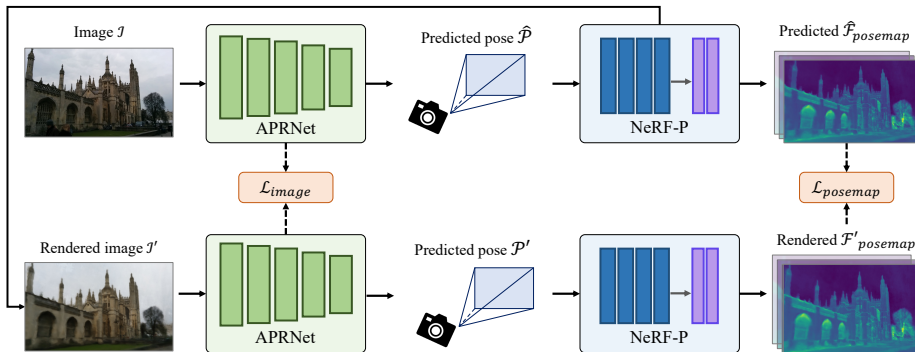 Image ℐ
APRNet
Predicted pose 𝒫̂
NeRF-P
Predicted ℱ̂_posemap
ℒ_image
ℒ_posemap
Rendered image ℐ′
APRNet
Predicted pose 𝒫′
NeRF-P
Rendered ℱ′_posemap